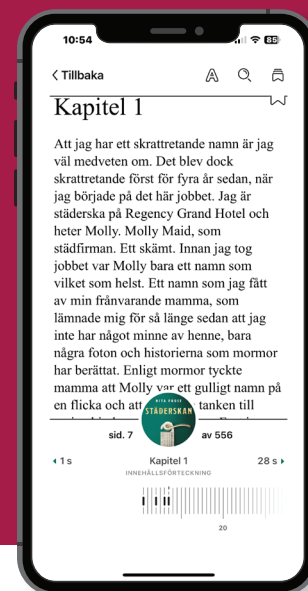 10:54
85
Tillbaka
Kapitel 1
Att jag har ett skrattretande namn är jag
väl medveten om. Det blev dock
skrattretande först för fyra år sedan, när
jag började på det här jobbet. Jag är
städerska på Regency Grand Hotel och
heter Molly. Molly Maid, som
städfirman. Ett skämt. Innan jag tog
jobbet var Molly bara ett namn som
vilket som helst. Ett namn som jag fått
av min frånvarande mamma, som
lämnade mig för så länge sedan att jag
inte har något minne av henne, bara
några foton och historierna som mormor
har berättat. Enligt mormor tyckte
mamma att Molly var ett gulligt namn på
en flicka och att tanken till
NITA PROSE
STÄDERSKAN
sid. 7 av 556
1 s Kapitel 1 28 s
INNEHÅLLSFÖRTECKNING
20